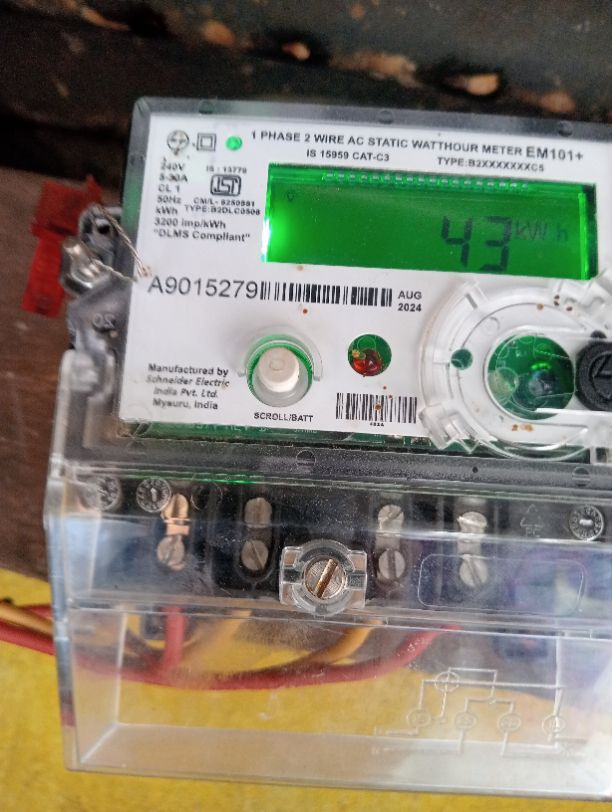 1 PHASE 2 WIRE AC STATIC WATTHOUR METER EM101+
IS 15959 CAT-C3 TYPE:B2XXXXXXXC5
240V
5-30A
CL 1
50Hz
kWh
3200 imp/kWh
"DLMS Compliant"
IS : 13779
CM/L- 8250881
TYPE:B2DLC0508
43 kWh
A9015279
AUG
2024
Manufactured by
Schneider Electric
India Pvt. Ltd.
Mysuru, India
SCROLL/BATT